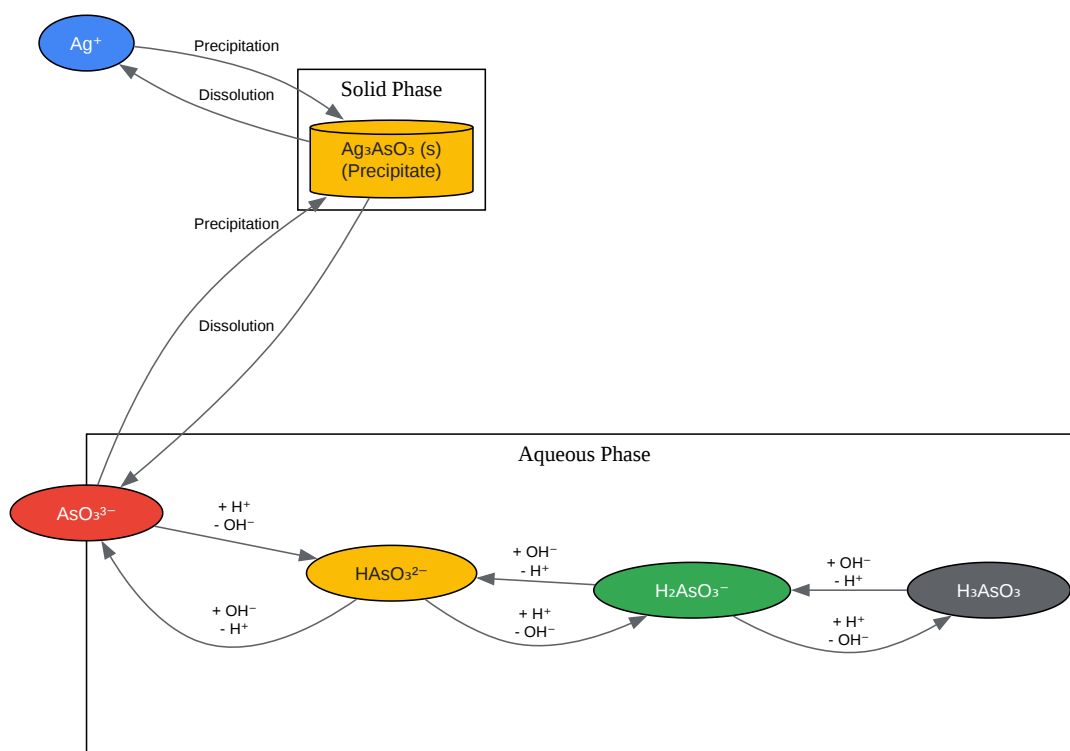 Ag⁺
Precipitation
Solid Phase
Dissolution
Ag₃AsO₃ (s)
(Precipitate)
Precipitation
Dissolution
Aqueous Phase
AsO₃³⁻
+ H⁺
- OH⁻
HAsO₃²⁻
+ OH⁻
- H⁺
H₂AsO₃⁻
+ OH⁻
- H⁺
H₃AsO₃
+ OH⁻
- H⁺
+ H⁺
- OH⁻
+ H⁺
- OH⁻